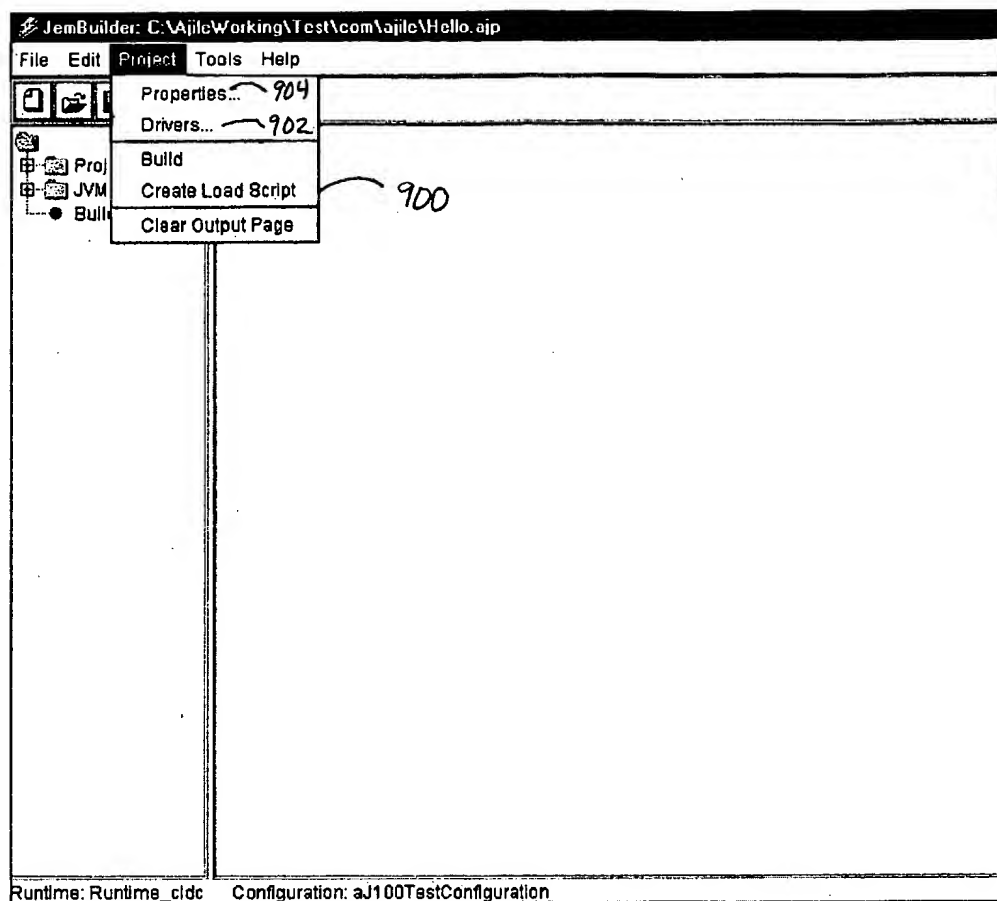 JemBuilder: C:\AjileWorking\Test\com\ajile\Hello.ajp
File Edit Project Tools Help
Properties... 904
Drivers... 902
Build
Create Load Script 900
Clear Output Page
Proj
JVM
Buil
Runtime: Runtime_cldc Configuration: aJ100TestConfiguration